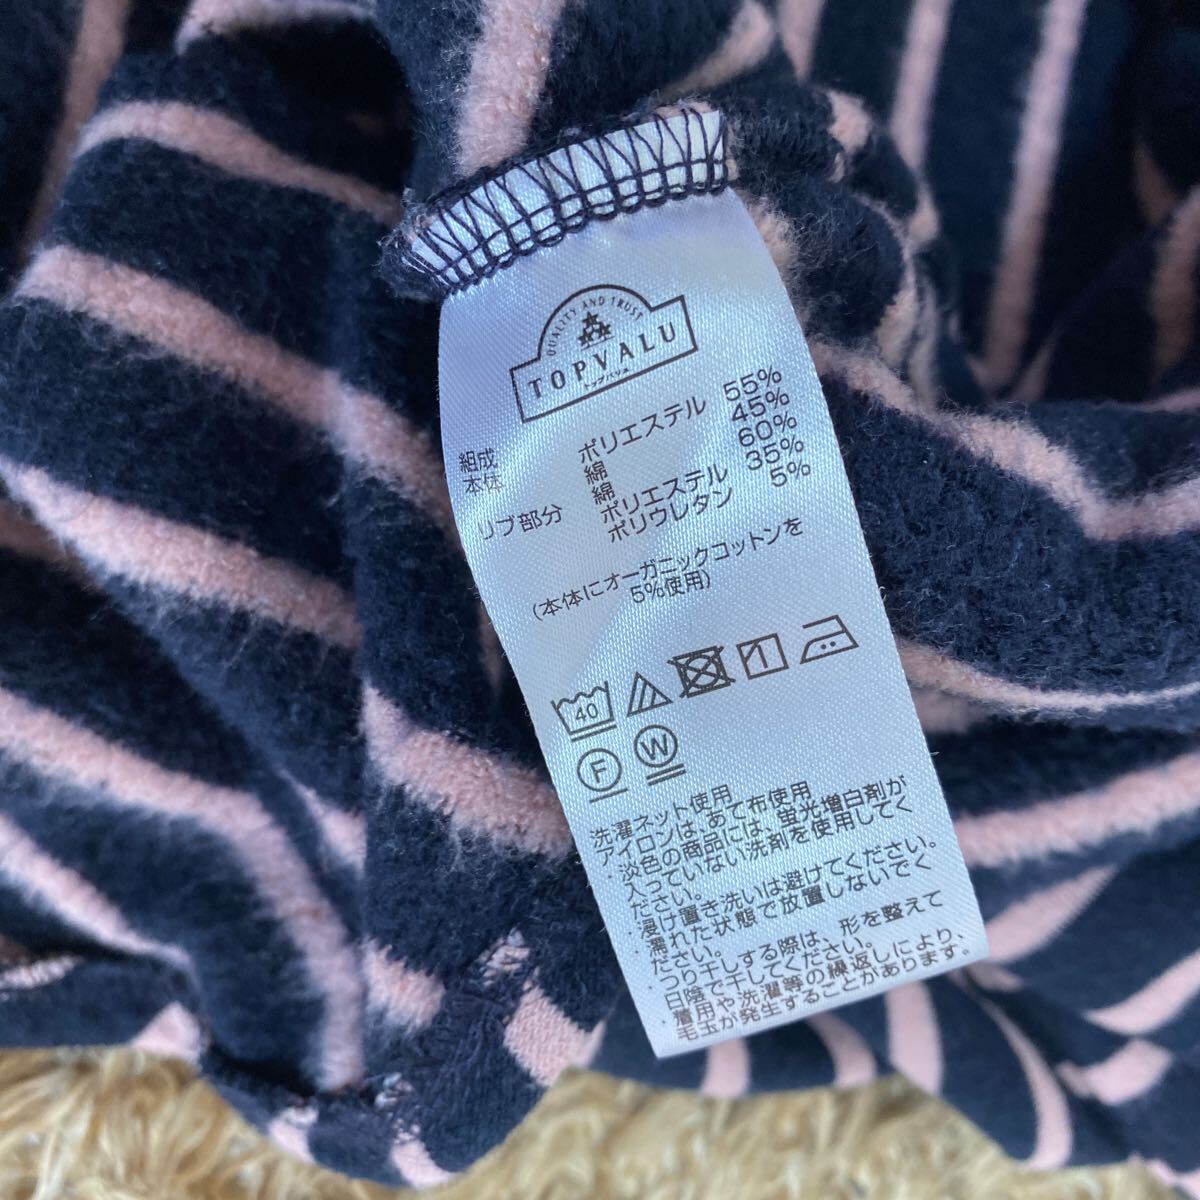 QUALITY AND TRUST
TOPVALU
トップバリュ
組成
本体 ポリエステル 55%
綿 45%
リブ部分 綿 60%
ポリエステル 35%
ポリウレタン 5%
(本体にオーガニックコットンを
5%使用)
40
F W
洗濯ネット使用
アイロンは、あて布使用
・淡色の商品には、蛍光増白剤が
入っていない洗剤を使用してく
ださい。
・浸け置き洗いは避けてください。
・濡れた状態で放置しないでく
ださい。
・つり干しする際は、形を整えて
日陰で干してください。
・着用や洗濯等の繰返しにより、
毛玉が発生することがあります。